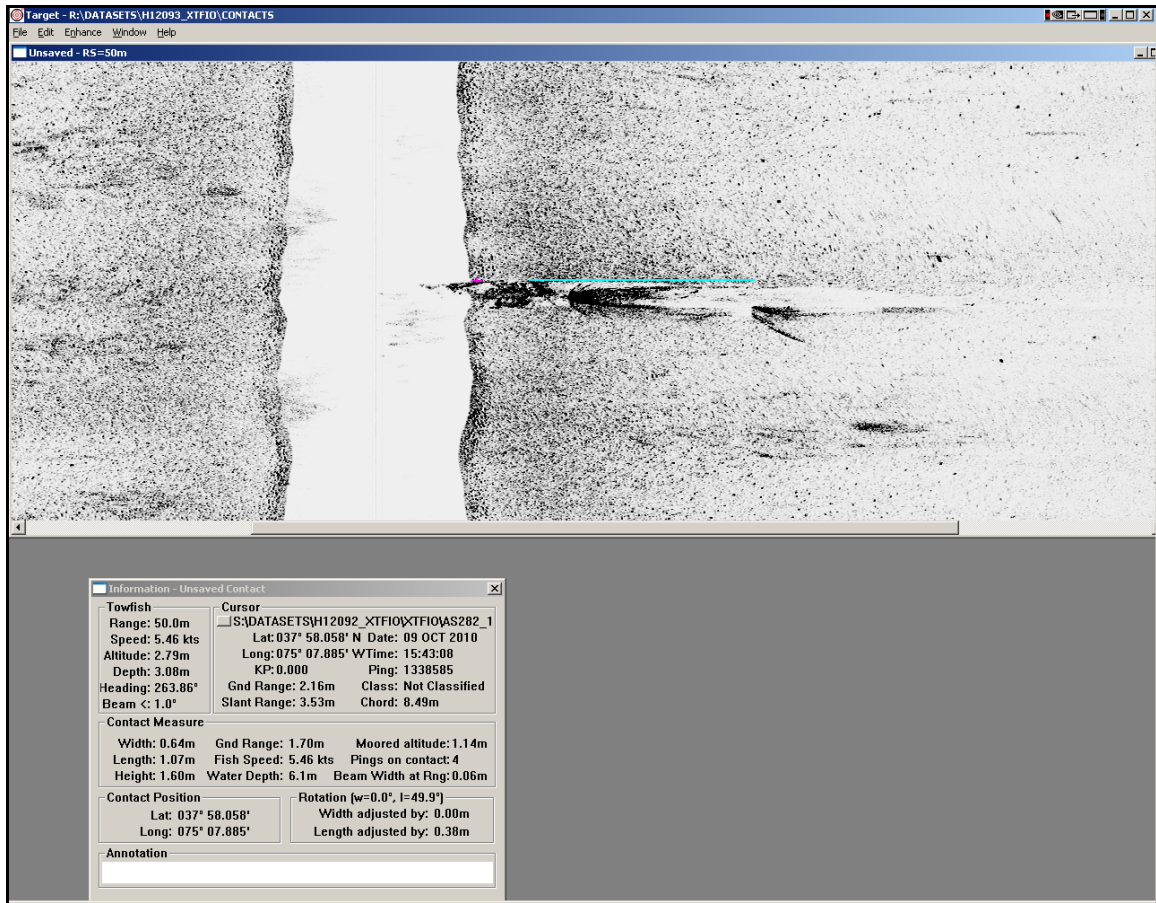 Target - R:\DATASETS\H12093_XTFIO\CONTACTS
File Edit Enhance Window Help
Unsaved - RS=50m
Information - Unsaved Contact
Towfish
Range: 50.0m
Speed: 5.46 kts
Altitude: 2.79m
Depth: 3.08m
Heading: 263.86°
Beam <: 1.0°
Cursor
S:\DATASETS\H12092_XTFIO\XTFIO\AS282_1
Lat: 037° 58.058' N Date: 09 OCT 2010
Long: 075° 07.885' W Time: 15:43:08
KP: 0.000 Ping: 1338585
Gnd Range: 2.16m Class: Not Classified
Slant Range: 3.53m Chord: 8.49m
Contact Measure
Width: 0.64m Gnd Range: 1.70m Moored altitude: 1.14m
Length: 1.07m Fish Speed: 5.46 kts Pings on contact: 4
Height: 1.60m Water Depth: 6.1m Beam Width at Rng: 0.06m
Contact Position
Lat: 037° 58.058'
Long: 075° 07.885'
Rotation (w=0.0°, l=49.9°)
Width adjusted by: 0.00m
Length adjusted by: 0.38m
Annotation